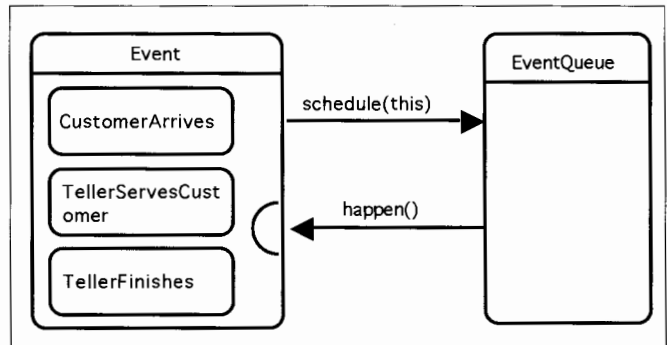 Event
EventQueue
CustomerArrives
schedule(this)
TellerServesCust
omer
happen()
TellerFinishes